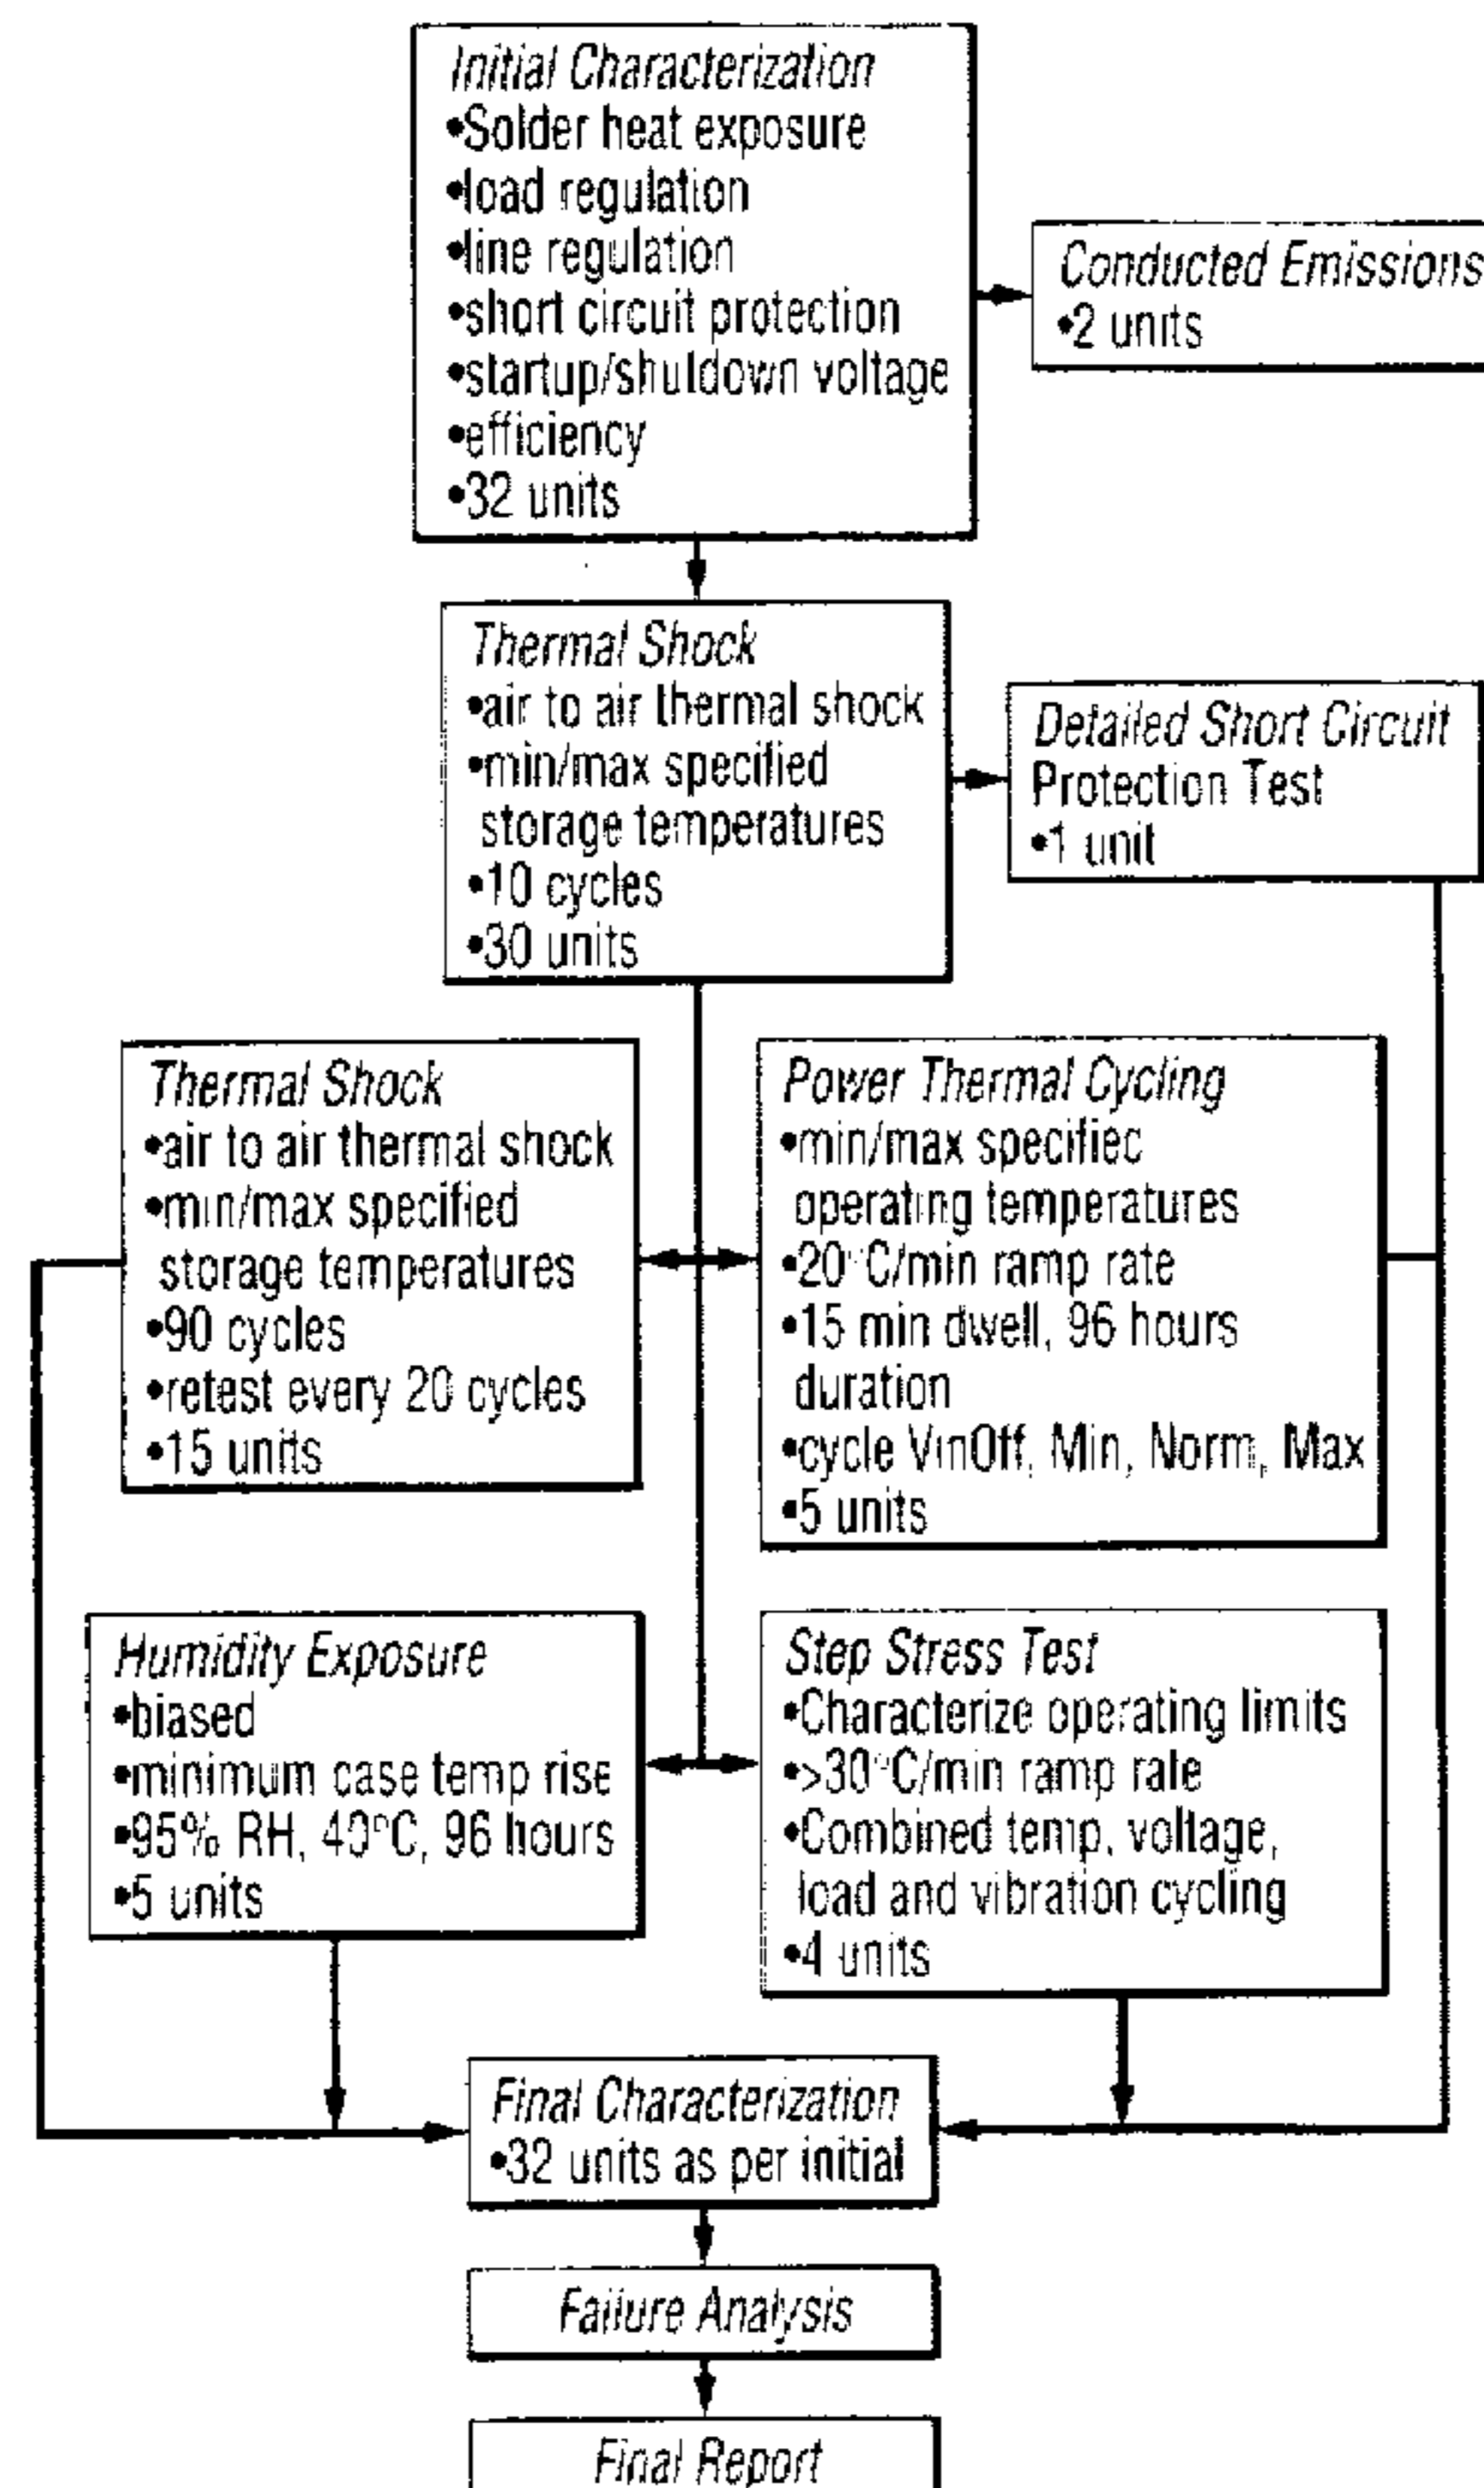 Initial Characterization
•Solder heat exposure
•load regulation
•line regulation
•short circuit protection
•startup/shutdown voltage
•efficiency
•32 units
Conducted Emissions
•2 units
Thermal Shock
•air to air thermal shock
•min/max specified
storage temperatures
•10 cycles
•30 units
Detailed Short Circuit
Protection Test
•1 unit
Thermal Shock
•air to air thermal shock
•min/max specified
storage temperatures
•90 cycles
•retest every 20 cycles
•15 units
Power Thermal Cycling
•min/max specified
operating temperatures
•20°C/min ramp rate
•15 min dwell, 96 hours
duration
•cycle VinOff, Min, Norm, Max
•5 units
Humidity Exposure
•biased
•minimum case temp rise
•95% RH, 40°C, 96 hours
•5 units
Step Stress Test
•Characterize operating limits
•>30°C/min ramp rate
•Combined temp, voltage,
load and vibration cycling
•4 units
Final Characterization
•32 units as per initial
Failure Analysis
Final Report